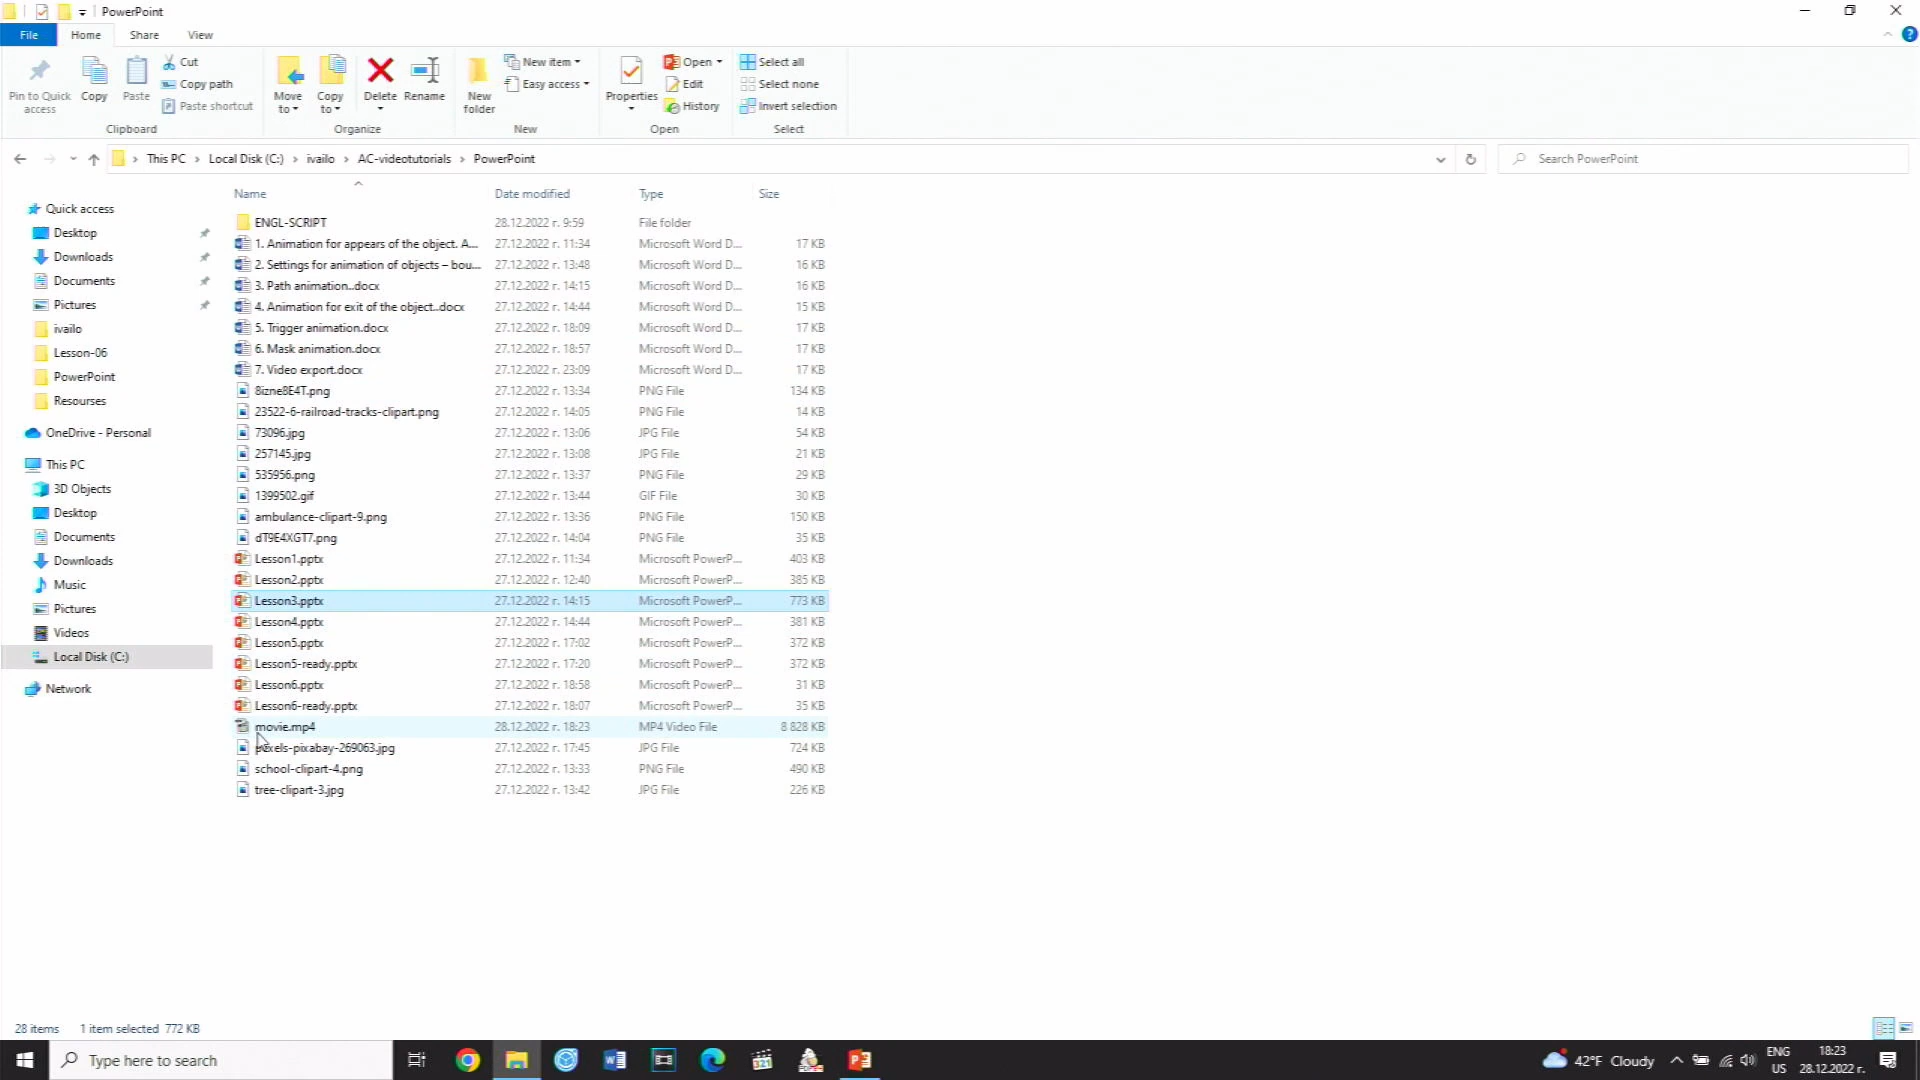 PowerPoint
File Home Share View
Pin to Quick access
Copy
Paste
Cut
Copy path
Paste shortcut
Clipboard
Move to
Copy to
Delete
Rename
Organize
New folder
New item
Easy access
New
Properties
Open
Edit
History
Open
Select all
Select none
Invert selection
Select
This PC > Local Disk (C:) > ivailo > AC-videotutorials > PowerPoint
Search PowerPoint
Quick access
Desktop
Downloads
Documents
Pictures
ivailo
Lesson-06
PowerPoint
Resourses
OneDrive - Personal
This PC
3D Objects
Desktop
Documents
Downloads
Music
Pictures
Videos
Local Disk (C:)
Network
Name Date modified Type Size
ENGL-SCRIPT 28.12.2022 г. 9:59 File folder
1. Animation for appears of the object. A... 27.12.2022 г. 11:34 Microsoft Word D... 17 KB
2. Settings for animation of objects – bou... 27.12.2022 г. 13:48 Microsoft Word D... 16 KB
3. Path animation..docx 27.12.2022 г. 14:15 Microsoft Word D... 16 KB
4. Animation for exit of the object..docx 27.12.2022 г. 14:44 Microsoft Word D... 15 KB
5. Trigger animation.docx 27.12.2022 г. 18:09 Microsoft Word D... 17 KB
6. Mask animation.docx 27.12.2022 г. 18:57 Microsoft Word D... 17 KB
7. Video export.docx 27.12.2022 г. 23:09 Microsoft Word D... 17 KB
8izne8E4T.png 27.12.2022 г. 13:34 PNG File 134 KB
23522-6-railroad-tracks-clipart.png 27.12.2022 г. 14:05 PNG File 14 KB
73096.jpg 27.12.2022 г. 13:06 JPG File 54 KB
257145.jpg 27.12.2022 г. 13:08 JPG File 21 KB
535956.png 27.12.2022 г. 13:37 PNG File 29 KB
1399502.gif 27.12.2022 г. 13:44 GIF File 30 KB
ambulance-clipart-9.png 27.12.2022 г. 13:36 PNG File 150 KB
dT9E4XGT7.png 27.12.2022 г. 14:04 PNG File 35 KB
Lesson1.pptx 27.12.2022 г. 11:34 Microsoft PowerP... 403 KB
Lesson2.pptx 27.12.2022 г. 12:40 Microsoft PowerP... 385 KB
Lesson3.pptx 27.12.2022 г. 14:15 Microsoft PowerP... 773 KB
Lesson4.pptx 27.12.2022 г. 14:44 Microsoft PowerP... 381 KB
Lesson5.pptx 27.12.2022 г. 17:02 Microsoft PowerP... 372 KB
Lesson5-ready.pptx 27.12.2022 г. 17:20 Microsoft PowerP... 372 KB
Lesson6.pptx 27.12.2022 г. 18:58 Microsoft PowerP... 31 KB
Lesson6-ready.pptx 27.12.2022 г. 18:07 Microsoft PowerP... 35 KB
movie.mp4 28.12.2022 г. 18:23 MP4 Video File 8 828 KB
pexels-pixabay-269063.jpg 27.12.2022 г. 17:45 JPG File 724 KB
school-clipart-4.png 27.12.2022 г. 13:33 PNG File 490 KB
tree-clipart-3.jpg 27.12.2022 г. 13:42 JPG File 226 KB
28 items 1 item selected 772 KB
Type here to search
42°F Cloudy
ENG
US
18:23
28.12.2022 г.